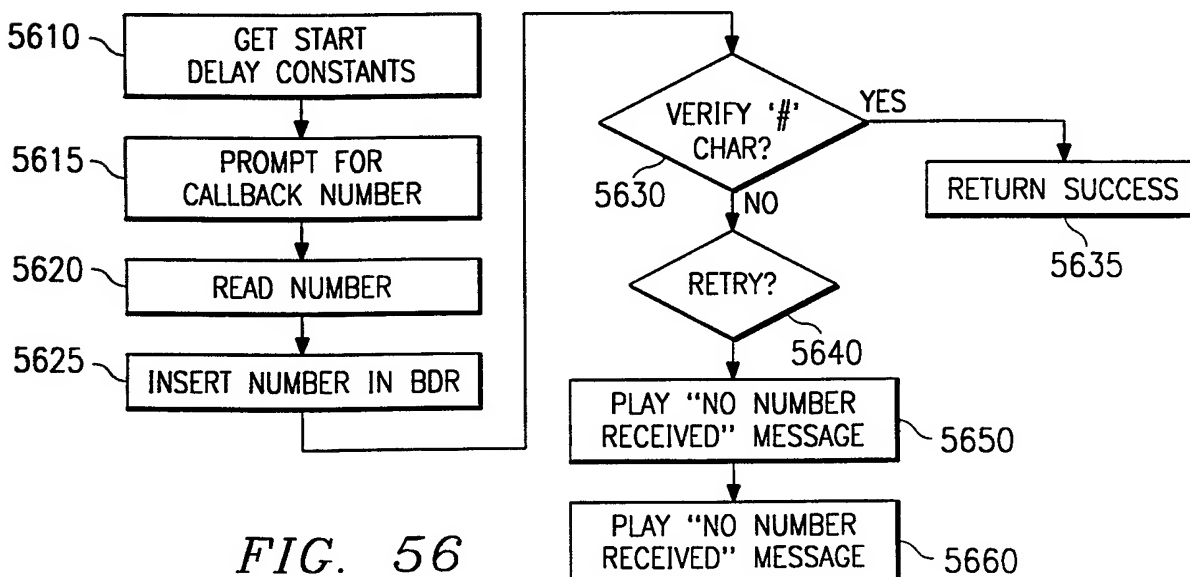 5610
GET START
DELAY CONSTANTS
5615
PROMPT FOR
CALLBACK NUMBER
5620
READ NUMBER
5625
INSERT NUMBER IN BDR
VERIFY '#'
CHAR?
5630
YES
NO
RETURN SUCCESS
5635
RETRY?
5640
PLAY "NO NUMBER
RECEIVED" MESSAGE
5650
PLAY "NO NUMBER
RECEIVED" MESSAGE
5660
FIG. 56